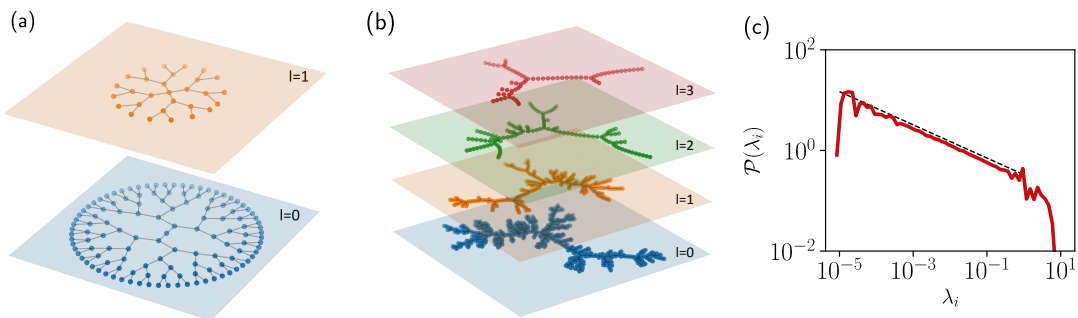 (a)
l=1
l=0
(b)
l=3
l=2
l=1
l=0
(c)
10^2
10^0
10^-2
P(λ_i)
10^-5 10^-3 10^-1 10^1
λ_i